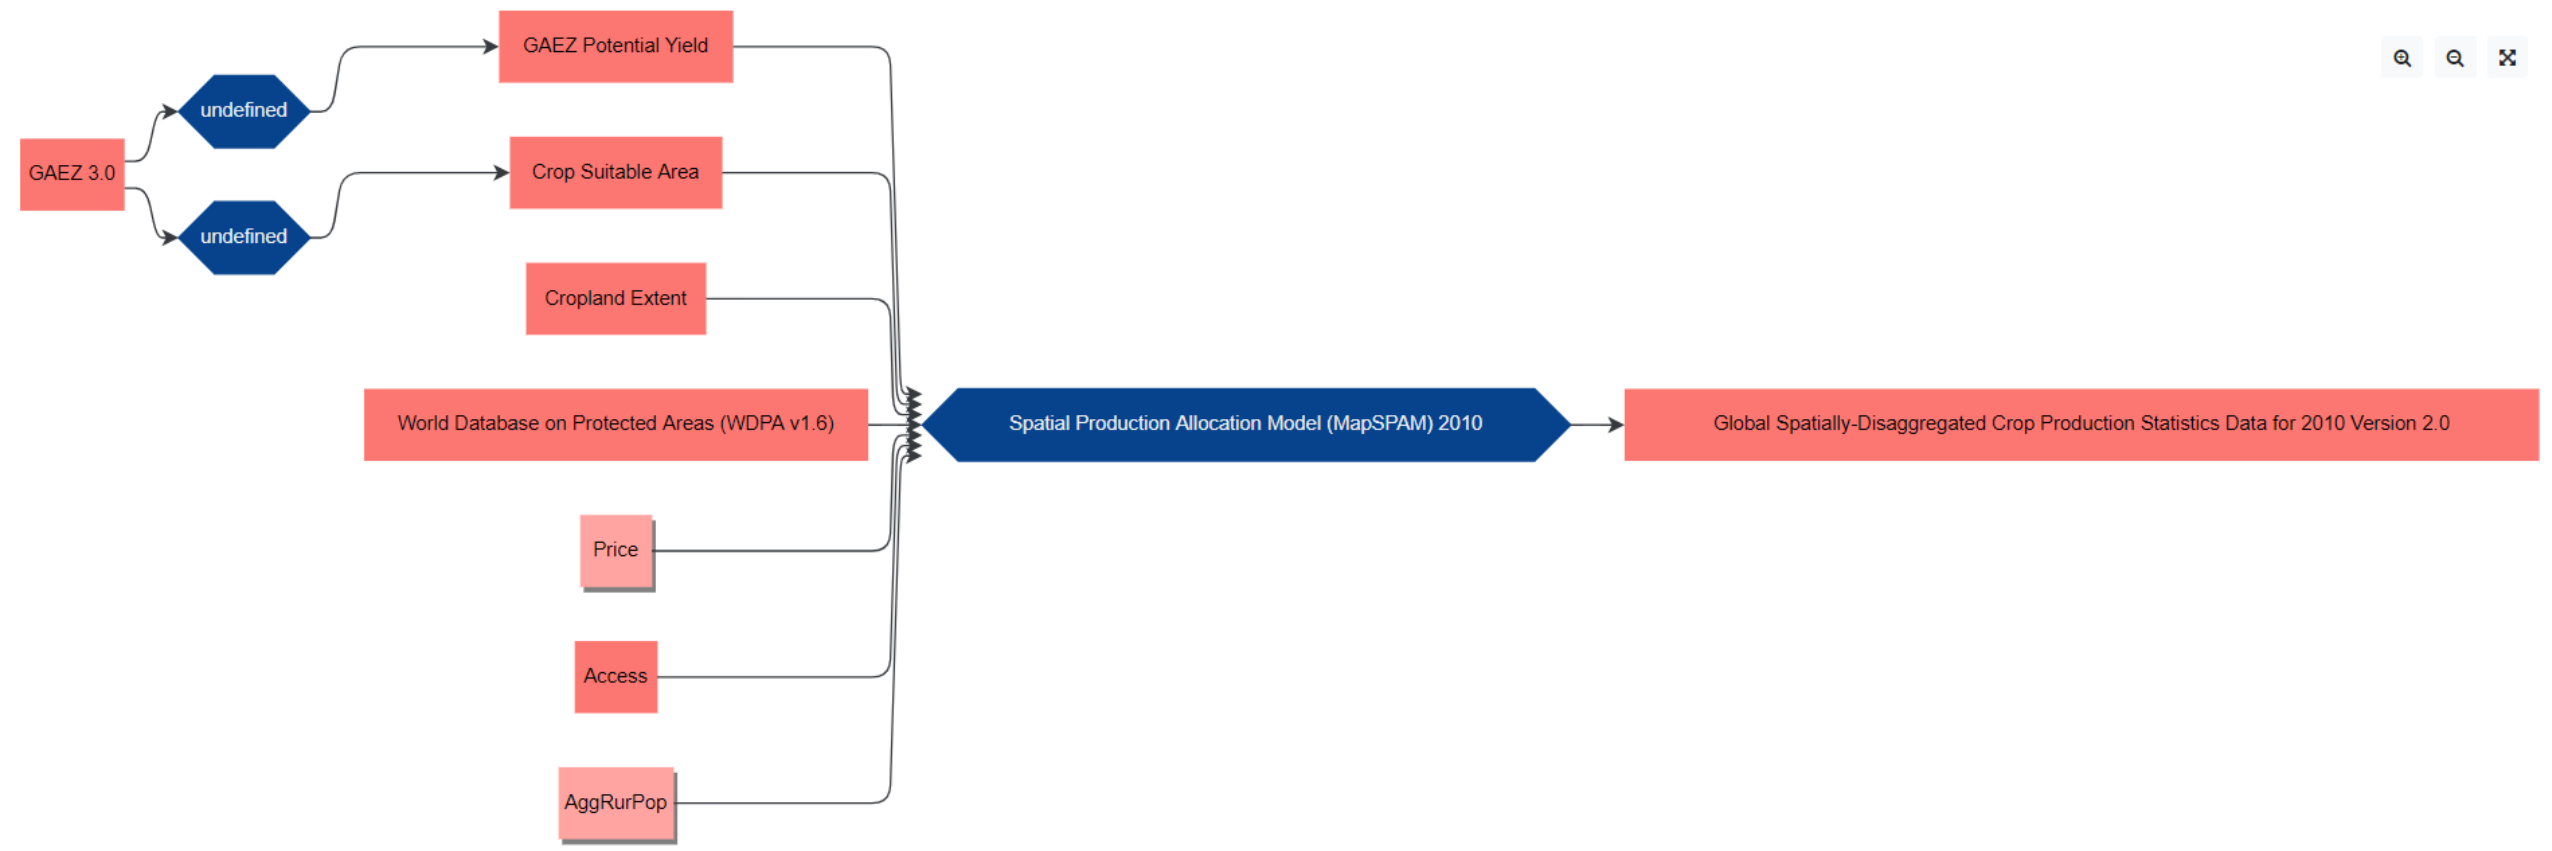 GAEZ Potential Yield
undefined
GAEZ 3.0
Crop Suitable Area
undefined
Cropland Extent
World Database on Protected Areas (WDPA v1.6)
Spatial Production Allocation Model (MapSPAM) 2010
Global Spatially-Disaggregated Crop Production Statistics Data for 2010 Version 2.0
Price
Access
AggRurPop